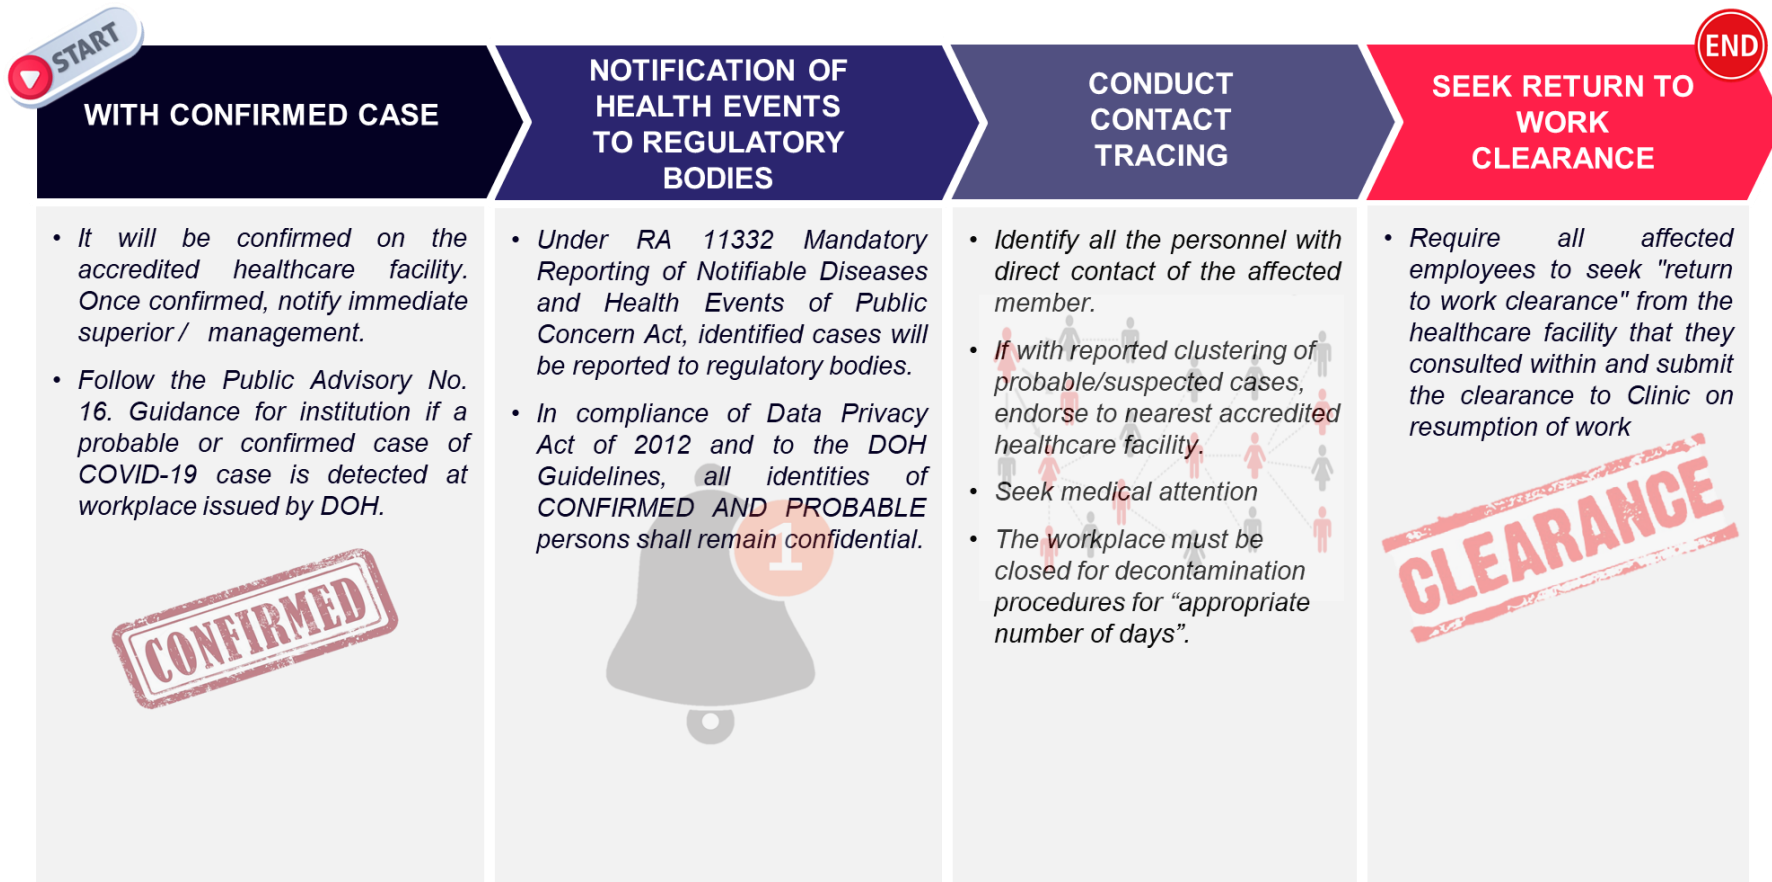 START
WITH CONFIRMED CASE
• It will be confirmed on the
accredited healthcare facility.
Once confirmed, notify immediate
superior / management.
• Follow the Public Advisory No.
16. Guidance for institution if a
probable or confirmed case of
COVID-19 case is detected at
workplace issued by DOH.
CONFIRMED
NOTIFICATION OF
HEALTH EVENTS
TO REGULATORY
BODIES
• Under RA 11332 Mandatory
Reporting of Notifiable Diseases
and Health Events of Public
Concern Act, identified cases will
be reported to regulatory bodies.
• In compliance of Data Privacy
Act of 2012 and to the DOH
Guidelines, all identities of
CONFIRMED AND PROBABLE
persons shall remain confidential.
1
CONDUCT
CONTACT
TRACING
• Identify all the personnel with
direct contact of the affected
member.
• If with reported clustering of
probable/suspected cases,
endorse to nearest accredited
healthcare facility.
• Seek medical attention
• The workplace must be
closed for decontamination
procedures for “appropriate
number of days”.
END
SEEK RETURN TO
WORK
CLEARANCE
• Require all affected
employees to seek "return
to work clearance" from the
healthcare facility that they
consulted within and submit
the clearance to Clinic on
resumption of work
CLEARANCE